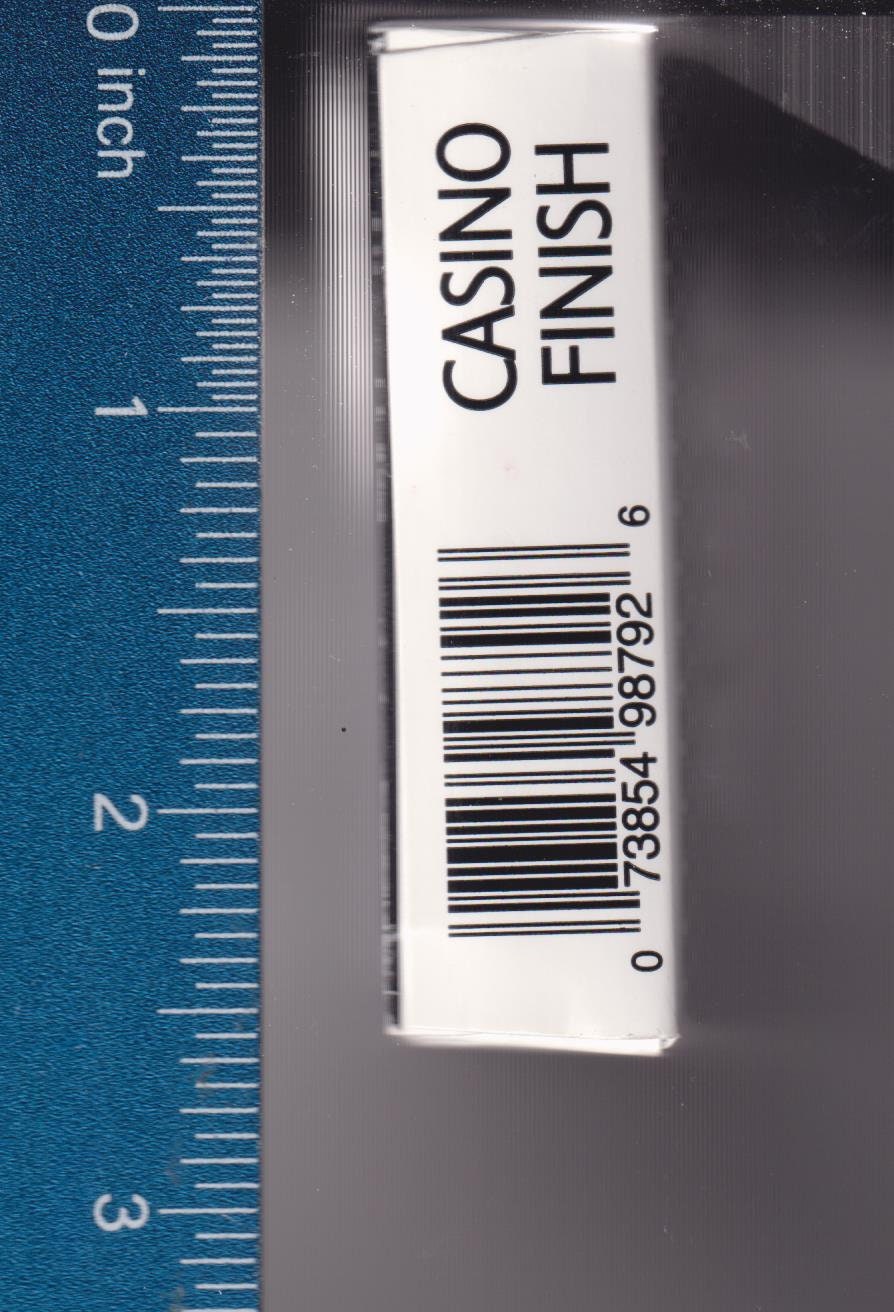 0 inch
1
2
3
CASINO
FINISH
0 73854 98792 6